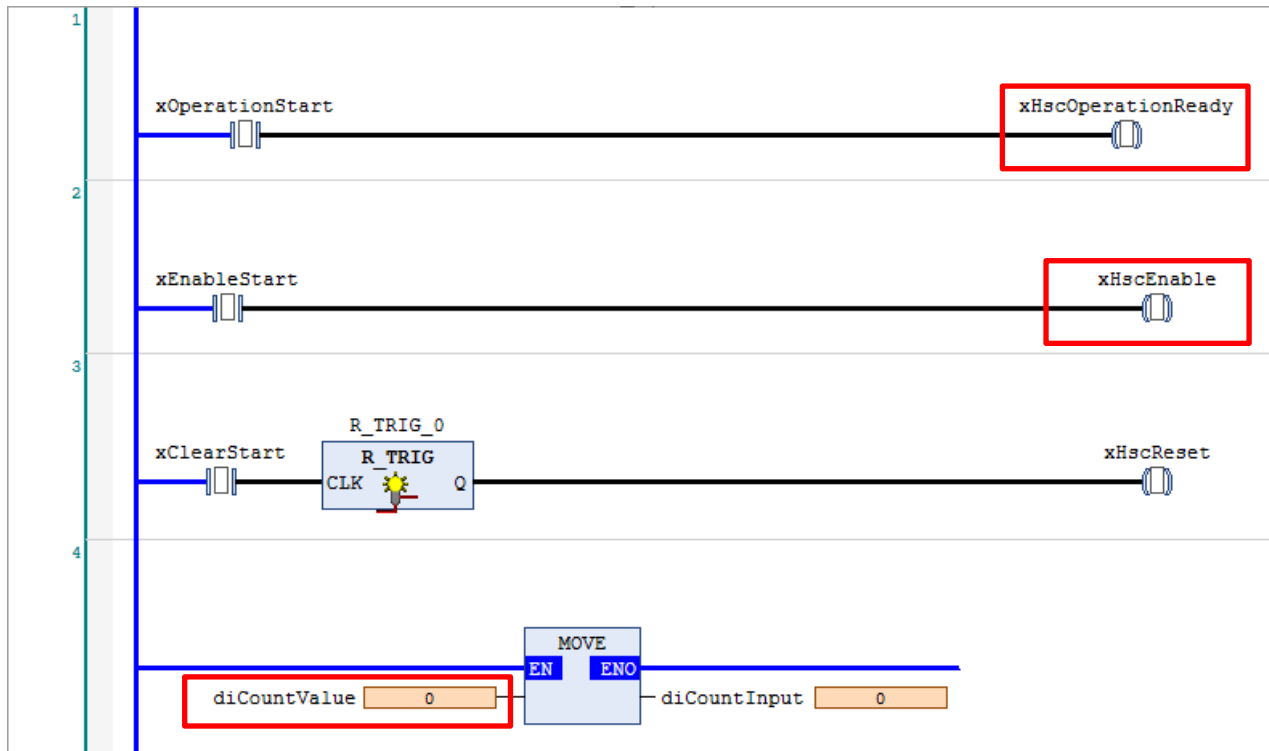 1
xOperationStart xHscOperationReady
2
xEnableStart xHscEnable
3
R_TRIG_0
xClearStart R_TRIG xHscReset
CLK Q
4
MOVE
EN ENO
diCountValue 0 diCountInput 0